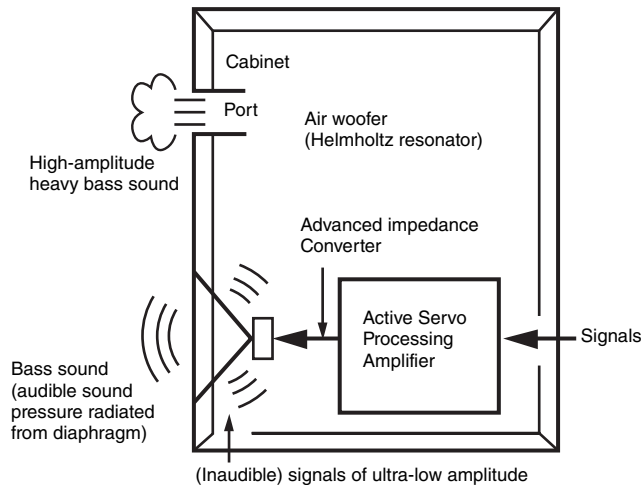 Cabinet
Port
Air woofer
(Helmholtz resonator)
High-amplitude
heavy bass sound
Advanced impedance
Converter
Active Servo
Processing
Amplifier
Signals
Bass sound
(audible sound
pressure radiated
from diaphragm)
(Inaudible) signals of ultra-low amplitude